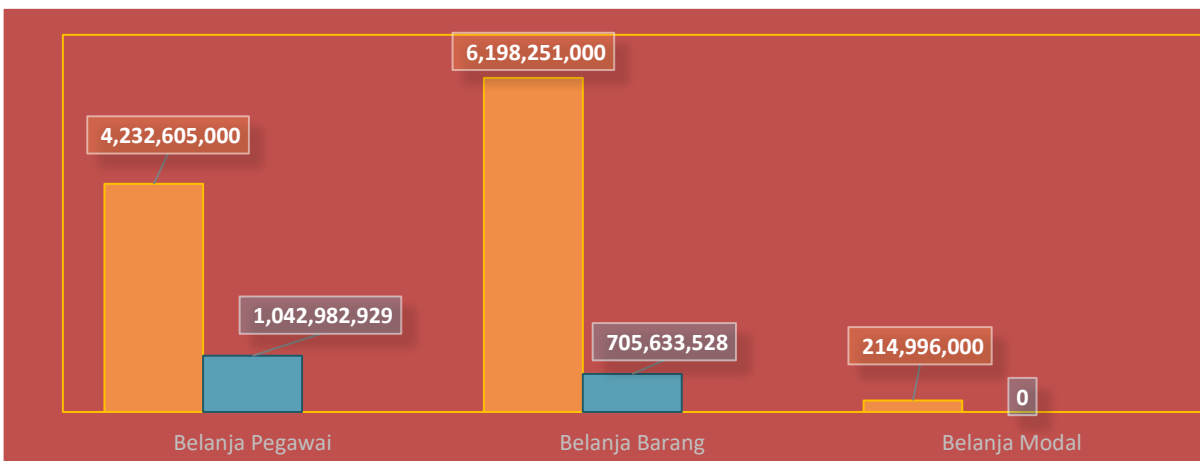 6,198,251,000
4,232,605,000
1,042,982,929
705,633,528
214,996,000
0
Belanja Pegawai
Belanja Barang
Belanja Modal